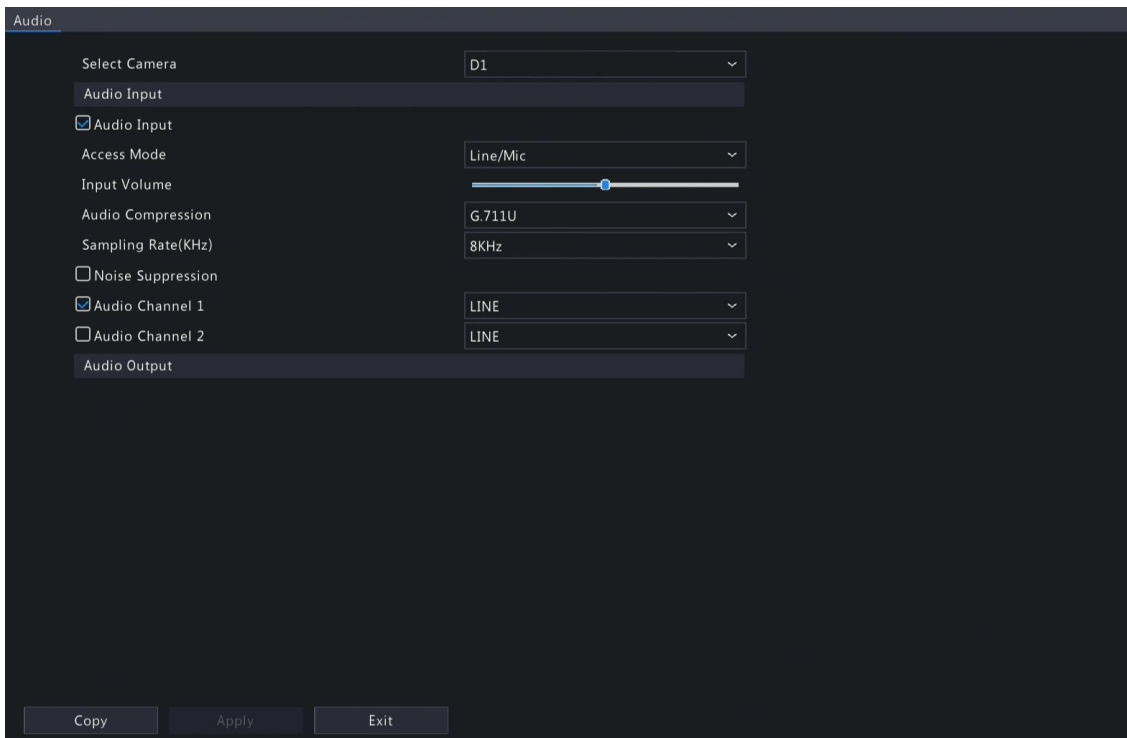 Audio
Select Camera D1
Audio Input
Audio Input
Access Mode Line/Mic
Input Volume
Audio Compression G.711U
Sampling Rate(KHz) 8KHz
Noise Suppression
Audio Channel 1 LINE
Audio Channel 2 LINE
Audio Output
Copy Apply Exit